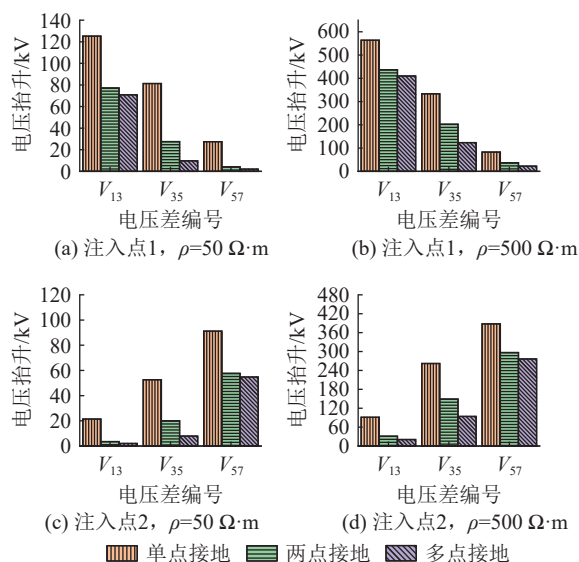 140
120
100
80
60
40
20
0
电压抬升/kV
V₁₃ V₃₅ V₅₇
电压差编号
(a) 注入点1，ρ=50 Ω·m
600
500
400
300
200
100
0
电压抬升/kV
V₁₃ V₃₅ V₅₇
电压差编号
(b) 注入点1，ρ=500 Ω·m
120
100
80
60
40
20
0
电压抬升/kV
V₁₃ V₃₅ V₅₇
电压差编号
(c) 注入点2，ρ=50 Ω·m
480
420
360
300
240
180
120
60
0
电压抬升/kV
V₁₃ V₃₅ V₅₇
电压差编号
(d) 注入点2，ρ=500 Ω·m
单点接地 两点接地 多点接地